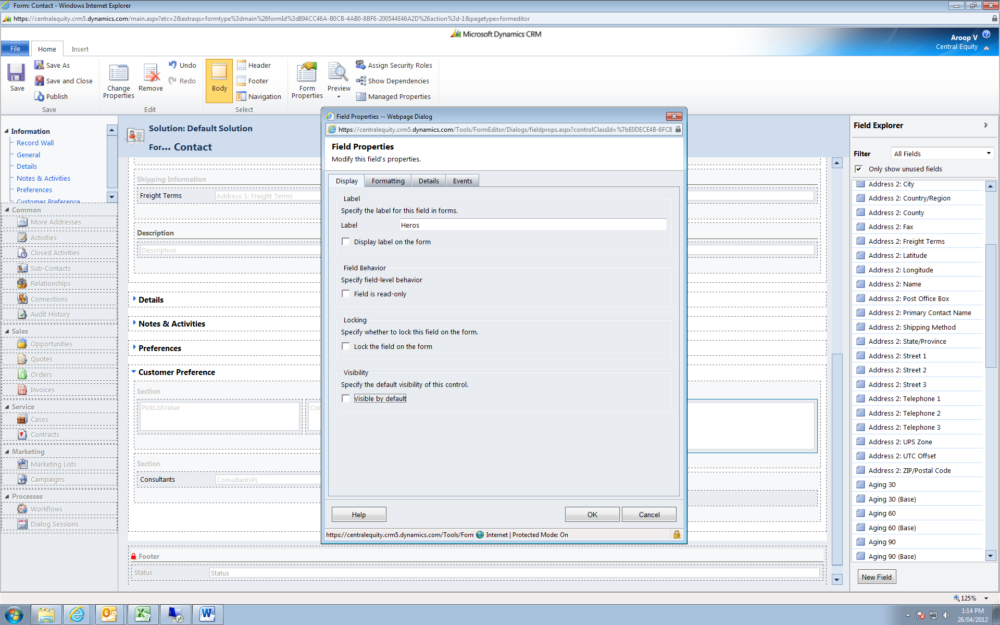 Form: Contact - Windows Internet Explorer
https://centralequity.crm5.dynamics.com/main.aspx?etc=2&extraqs=formtype%3dmain%26formId%3d894CC46A-B0CB-4AB0-8BF6-200544E46A2D%26action%3d-1&pagetype=formeditor
Microsoft Dynamics CRM
Aroop V
Central Equity
File
Home
Insert
Save
Save As
Save and Close
Publish
Save
Change Properties
Remove
Undo
Redo
Edit
Body
Header
Footer
Navigation
Select
Form Properties
Preview
Assign Security Roles
Show Dependencies
Managed Properties
Information
Record Wall
General
Details
Notes & Activities
Preferences
Customer Preference
Common
More Addresses
Activities
Closed Activities
Sub-Contacts
Relationships
Connections
Audit History
Sales
Opportunities
Quotes
Orders
Invoices
Service
Cases
Contracts
Marketing
Marketing Lists
Campaigns
Processes
Workflows
Dialog Sessions
Solution: Default Solution
For... Contact
Shipping Information
Freight Terms
Address 1: Freight Terms
Description
Description
Details
Notes & Activities
Preferences
Customer Preference
Section
PickListValue
Con
Section
Consultants
ConsultantsPL
Footer
Status
Status
Field Properties -- Webpage Dialog
https://centralequity.crm5.dynamics.com/Tools/FormEditor/Dialogs/fieldprops.aspx?controlClassId=%7bE0DECE4B-6FC8
Field Properties
Modify this field's properties.
Display
Formatting
Details
Events
Label
Specify the label for this field in forms.
Label
Heros
Display label on the form
Field Behavior
Specify field-level behavior
Field is read-only
Locking
Specify whether to lock this field on the form.
Lock the field on the form
Visibility
Specify the default visibility of this control.
Visible by default
Help
OK
Cancel
https://centralequity.crm5.dynamics.com/Tools/Form
Internet | Protected Mode: On
Field Explorer
Filter
All Fields
Only show unused fields
Address 2: City
Address 2: Country/Region
Address 2: County
Address 2: Fax
Address 2: Freight Terms
Address 2: Latitude
Address 2: Longitude
Address 2: Name
Address 2: Post Office Box
Address 2: Primary Contact Name
Address 2: Shipping Method
Address 2: State/Province
Address 2: Street 1
Address 2: Street 2
Address 2: Street 3
Address 2: Telephone 1
Address 2: Telephone 2
Address 2: Telephone 3
Address 2: UPS Zone
Address 2: UTC Offset
Address 2: ZIP/Postal Code
Aging 30
Aging 30 (Base)
Aging 60
Aging 60 (Base)
Aging 90
Aging 90 (Base)
New Field
125%
1:14 PM
26/04/2012